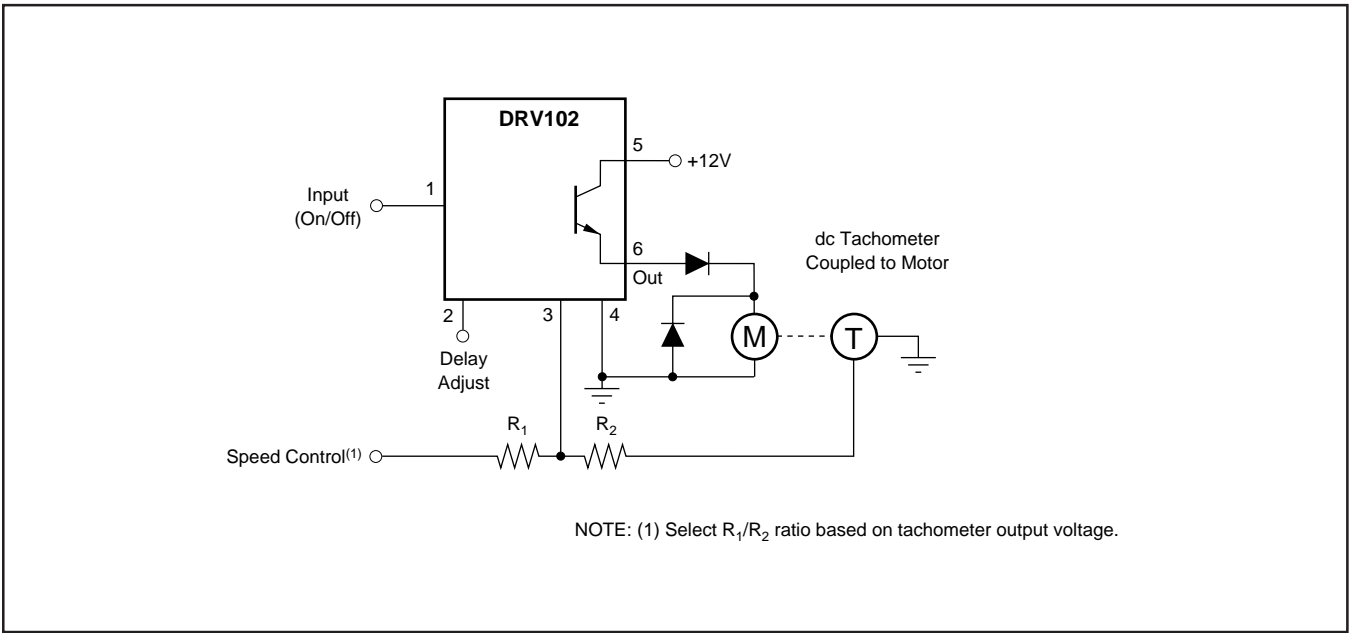 DRV102
5
+12V
1
Input
(On/Off)
6
Out
dc Tachometer
Coupled to Motor
2
3
4
M
T
Delay
Adjust
R1
R2
Speed Control(1)
NOTE: (1) Select R1/R2 ratio based on tachometer output voltage.